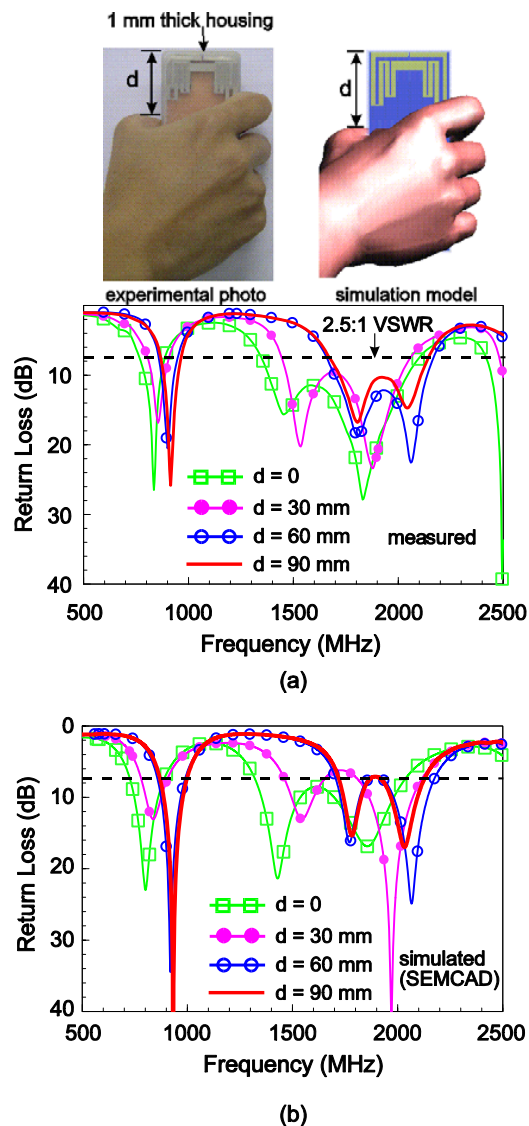 1 mm thick housing
d
d
experimental photo
simulation model
2.5:1 VSWR
10
20
30
40
Return Loss (dB)
d = 0
d = 30 mm
d = 60 mm
d = 90 mm
measured
500 1000 1500 2000 2500
Frequency (MHz)
(a)
0
10
20
30
40
Return Loss (dB)
d = 0
d = 30 mm
d = 60 mm
d = 90 mm
simulated
(SEMCAD)
500 1000 1500 2000 2500
Frequency (MHz)
(b)